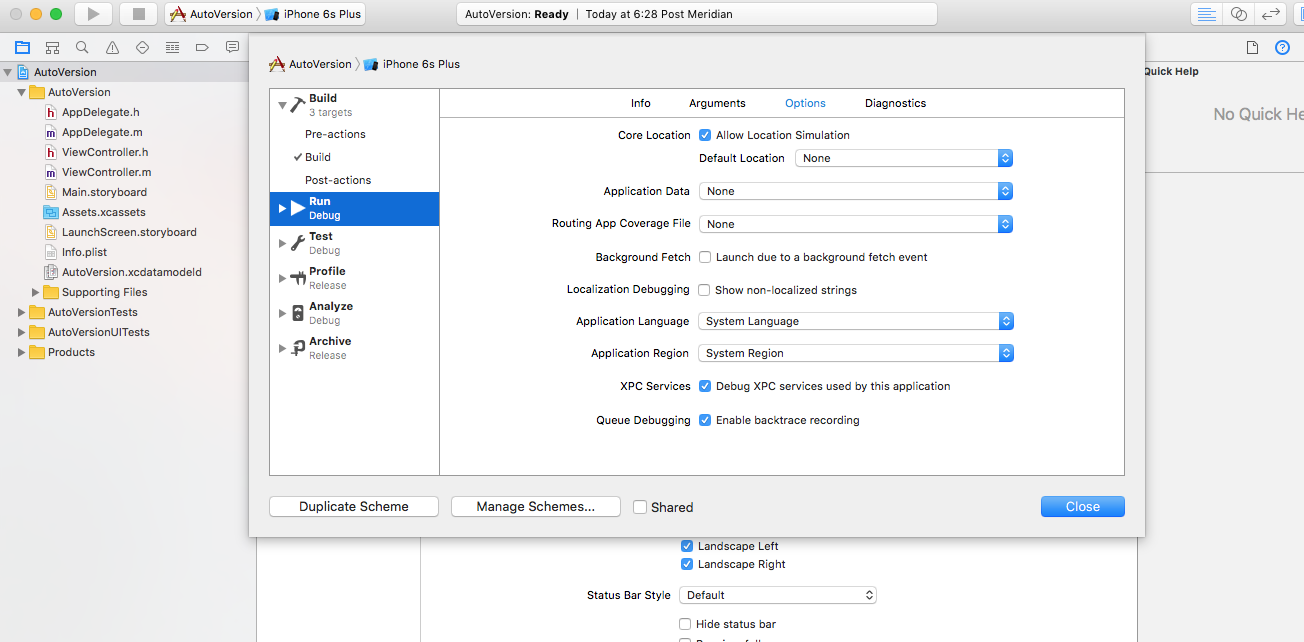 AutoVersion iPhone 6s Plus
AutoVersion: Ready | Today at 6:28 Post Meridian
AutoVersion
AutoVersion
AppDelegate.h
AppDelegate.m
ViewController.h
ViewController.m
Main.storyboard
Assets.xcassets
LaunchScreen.storyboard
Info.plist
AutoVersion.xcdatamodeld
Supporting Files
AutoVersionTests
AutoVersionUITests
Products
AutoVersion iPhone 6s Plus
Build
3 targets
Pre-actions
Build
Post-actions
Run
Debug
Test
Debug
Profile
Release
Analyze
Debug
Archive
Release
Info Arguments Options Diagnostics
Core Location Allow Location Simulation
Default Location None
Application Data None
Routing App Coverage File None
Background Fetch Launch due to a background fetch event
Localization Debugging Show non-localized strings
Application Language System Language
Application Region System Region
XPC Services Debug XPC services used by this application
Queue Debugging Enable backtrace recording
Duplicate Scheme Manage Schemes... Shared Close
Quick Help
No Quick He
Landscape Left
Landscape Right
Status Bar Style Default
Hide status bar